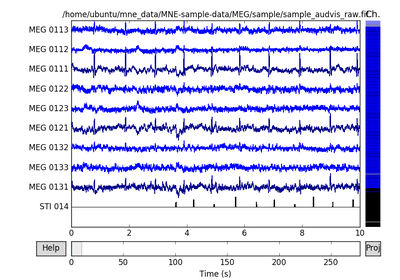 /home/ubuntu/mne_data/MNE-sample-data/MEG/sample/sample_audvis_raw.fif
Ch.
MEG 0113
MEG 0112
MEG 0111
MEG 0122
MEG 0123
MEG 0121
MEG 0132
MEG 0133
MEG 0131
STI 014
0 2 4 6 8 10
Help
Proj
0 50 100 150 200 250
Time (s)